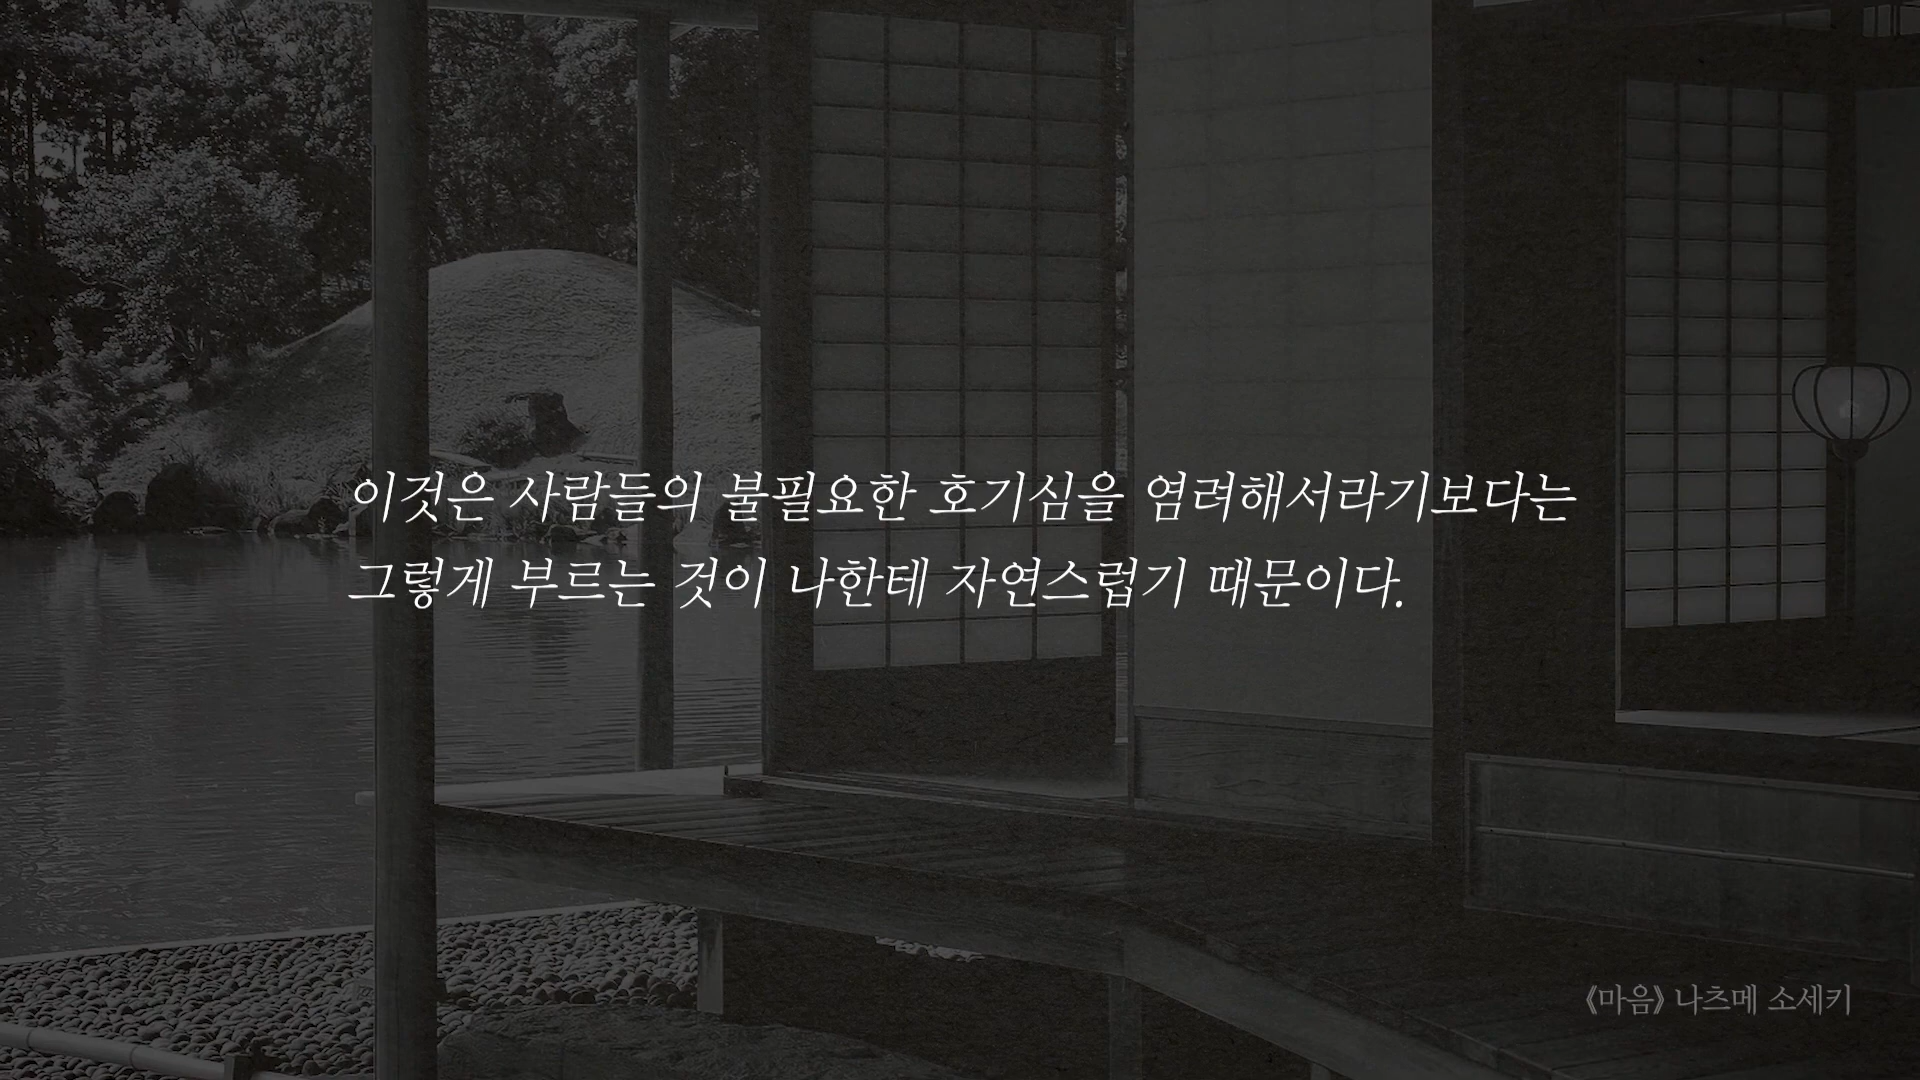 이것은 사람들의 불필요한 호기심을 염려해서라기보다는
그렇게 부르는 것이 나한테 자연스럽기 때문이다.
《마음》 나츠메 소세키